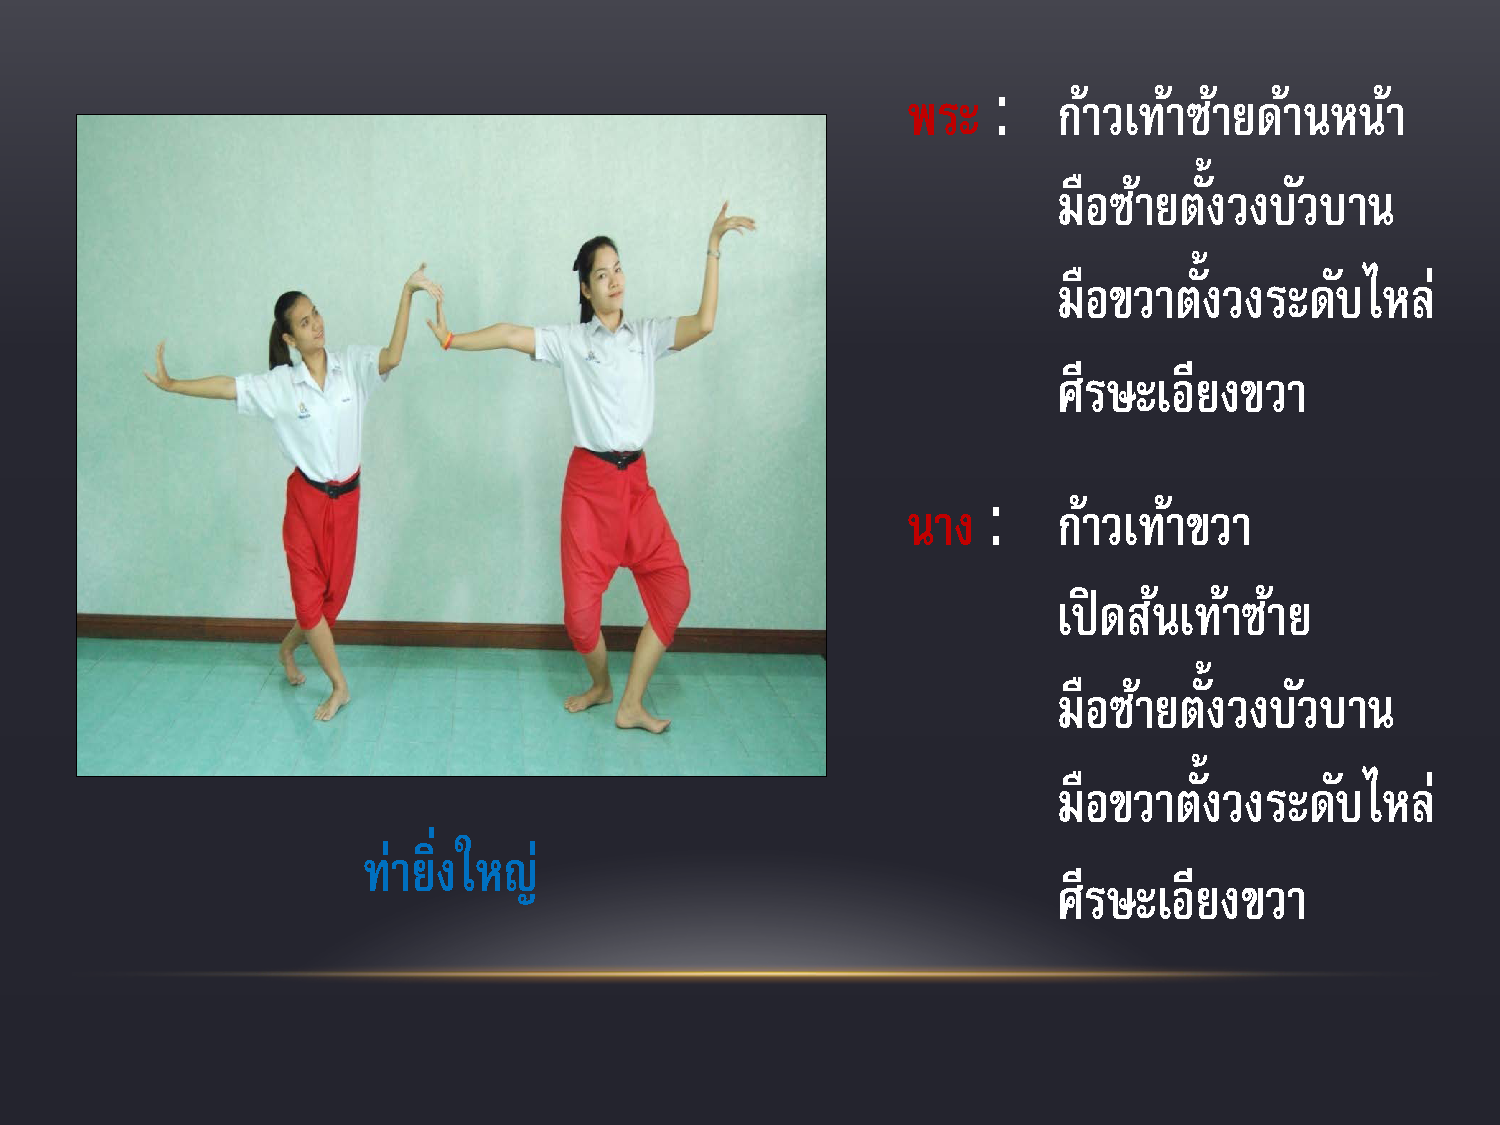 พระ : ก้าวเท้าซ้ายด้านหน้า
มือซ้ายตั้งวงบัวบาน
มือขวาตั้งวงระดับไหล่
ศีรษะเอียงขวา
นาง : ก้าวเท้าขวา
เปิดส้นเท้าซ้าย
มือซ้ายตั้งวงบัวบาน
มือขวาตั้งวงระดับไหล่
ศีรษะเอียงขวา
ท่ายิ่งใหญ่